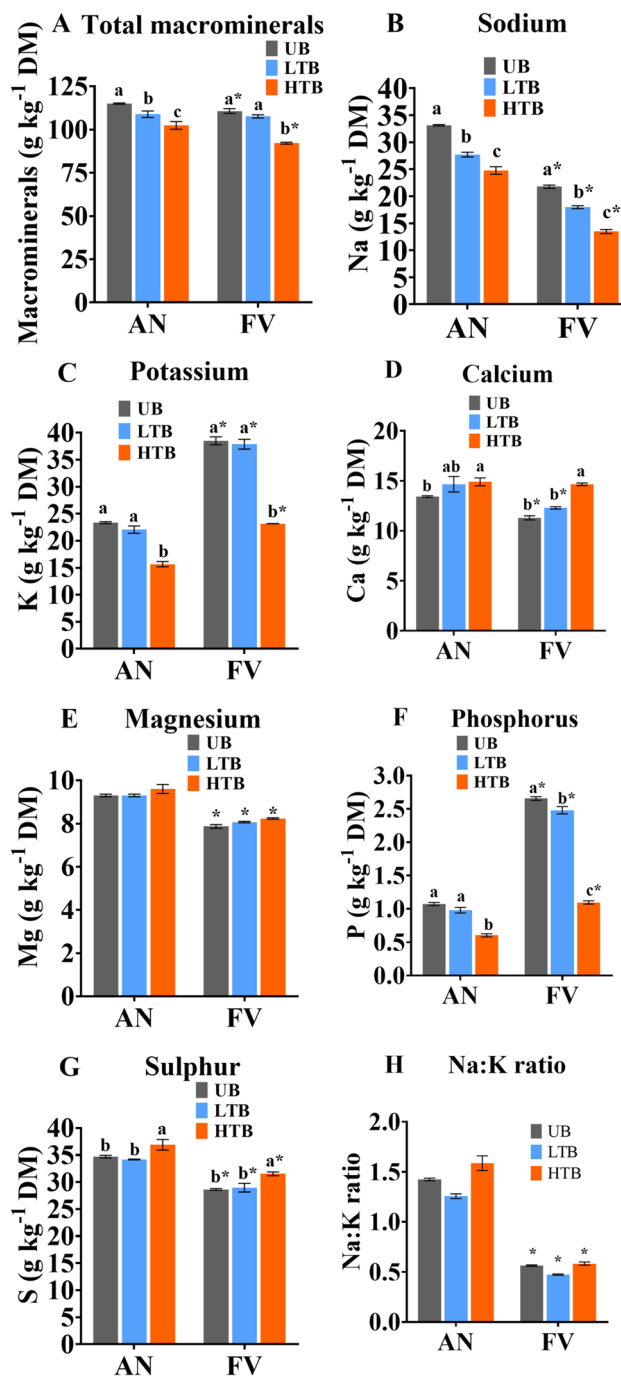 A Total macrominerals
UB
LTB
HTB
Macrominerals (g kg⁻¹ DM)
115
100
75
50
25
0
a b c a* a b*
AN FV
B Sodium
UB
LTB
HTB
Na (g kg⁻¹ DM)
40
35
30
25
20
15
10
5
0
a b c a* b* c*
AN FV
C Potassium
UB
LTB
HTB
K (g kg⁻¹ DM)
40
35
30
25
20
15
10
5
0
a a b a* a* b*
AN FV
D Calcium
UB
LTB
HTB
Ca (g kg⁻¹ DM)
20
15
10
5
0
b ab a b* b* a
AN FV
E Magnesium
UB
LTB
HTB
Mg (g kg⁻¹ DM)
10
8
6
4
2
0
* * *
AN FV
F Phosphorus
UB
LTB
HTB
P (g kg⁻¹ DM)
3.0
2.5
2.0
1.5
1.0
0.5
0.0
a a b a* b* c*
AN FV
G Sulphur
UB
LTB
HTB
S (g kg⁻¹ DM)
40
35
30
25
20
15
10
5
0
b b a b* b* a*
AN FV
H Na:K ratio
UB
LTB
HTB
Na:K ratio
2.0
1.5
1.0
0.5
0.0
* * *
AN FV